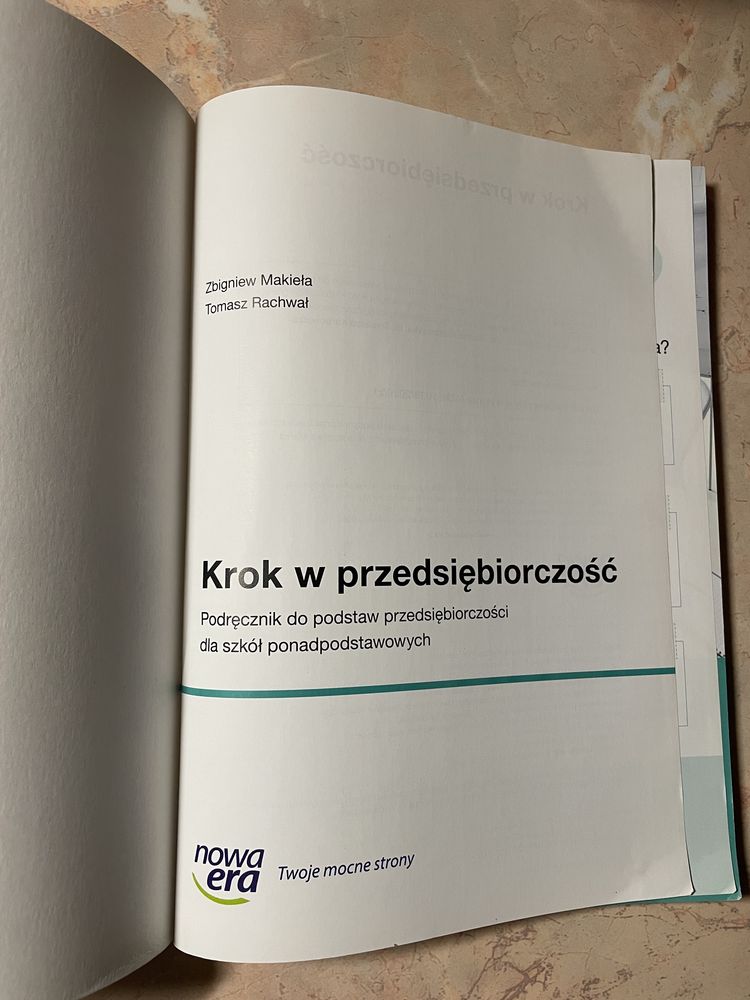 Zbigniew Makieła
Tomasz Rachwał
a?
Krok w przedsiębiorczość
Podręcznik do podstaw przedsiębiorczości
dla szkół ponadpodstawowych
nowa
era
Twoje mocne strony